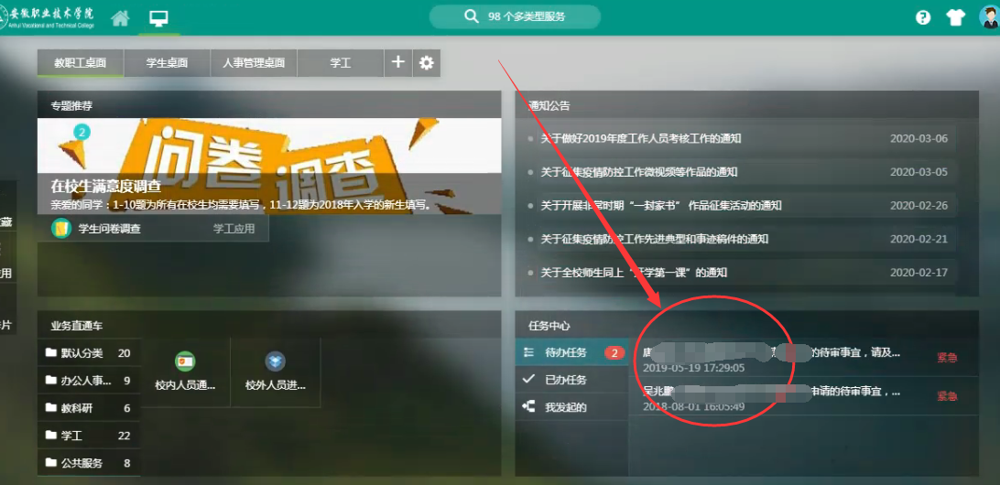 安徽职业技术学院
Anhui Vocational and Technical College
98 个多类型服务
教职工桌面
学生桌面
人事管理桌面
学工
专题推荐
2
问卷调查
在校生满意度调查
亲爱的同学：1-10题为所有在校生均需要填写，11-12题为2018年入学的新生填写。
学生问卷调查
学工应用
通知公告
关于做好2019年度工作人员考核工作的通知
2020-03-06
关于征集疫情防控工作微视频等作品的通知
2020-03-05
关于开展非常时期“一封家书” 作品征集活动的通知
2020-02-26
关于征集疫情防控工作先进典型和事迹稿件的通知
2020-02-21
关于全校师生同上“开学第一课”的通知
2020-02-17
藏
用
片
业务直通车
默认分类 20
办公人事... 9
教科研 6
学工 22
公共服务 8
校内人员通...
校外人员进...
任务中心
待办任务 2
已办任务
我发起的
的待审事宜，请及...
2019-05-19 17:29:05
紧急
吴兆鹏
申请的待审事宜，...
2018-08-01 16:05:49
紧急